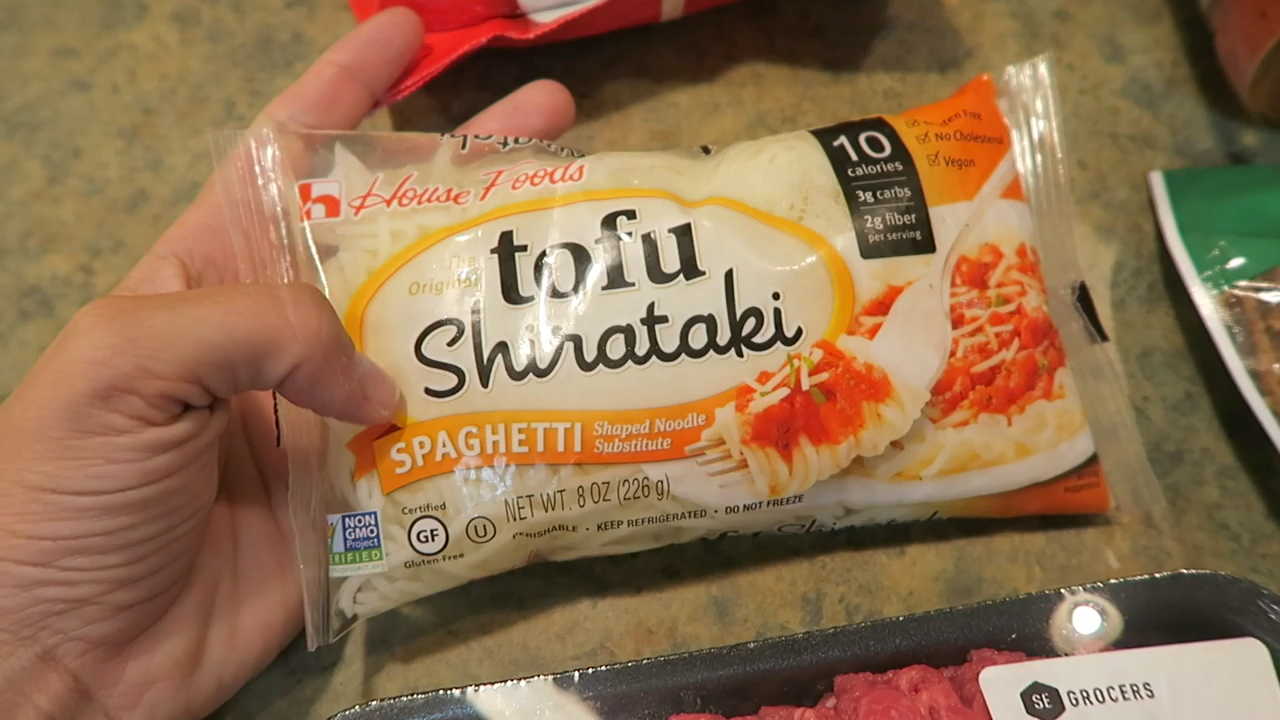 House Foods
The
Original
tofu
Shirataki
SPAGHETTI
Shaped Noodle
Substitute
10
calories
3g carbs
2g fiber
per serving
Free
No Cholesterol
Vegan
NON
GMO
Project
Certified
GF
Gluten-Free
U
NET WT. 8 OZ (226 g)
PERISHABLE • KEEP REFRIGERATED • DO NOT FREEZE
SE GROCERS